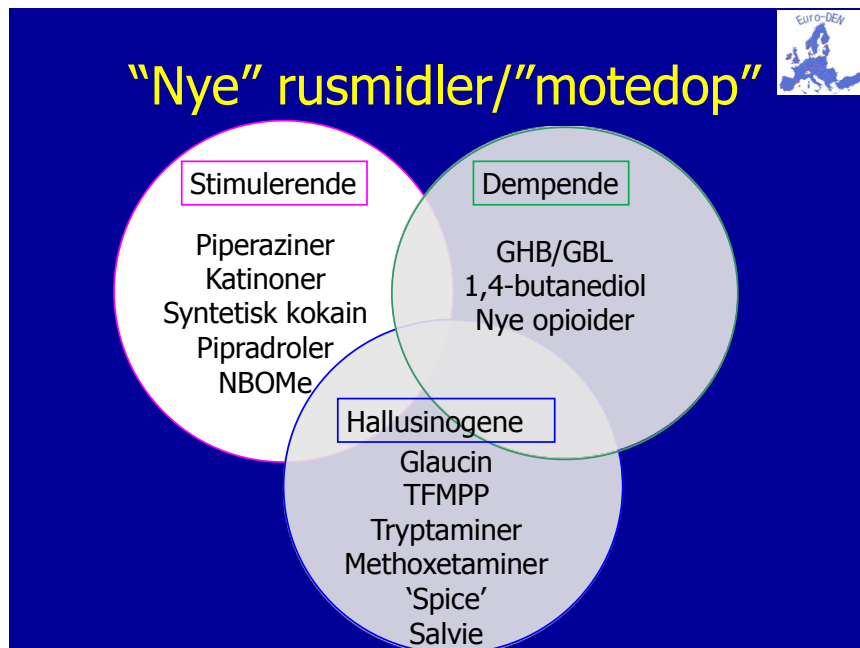 Euro-DEN
“Nye” rusmidler/”motedop”
Stimulerende
Piperaziner
Katinoner
Syntetisk kokain
Pipradroler
NBOMe
Dempende
GHB/GBL
1,4-butanediol
Nye opioider
Hallusinogene
Glaucin
TFMPP
Tryptaminer
Methoxetaminer
‘Spice’
Salvie